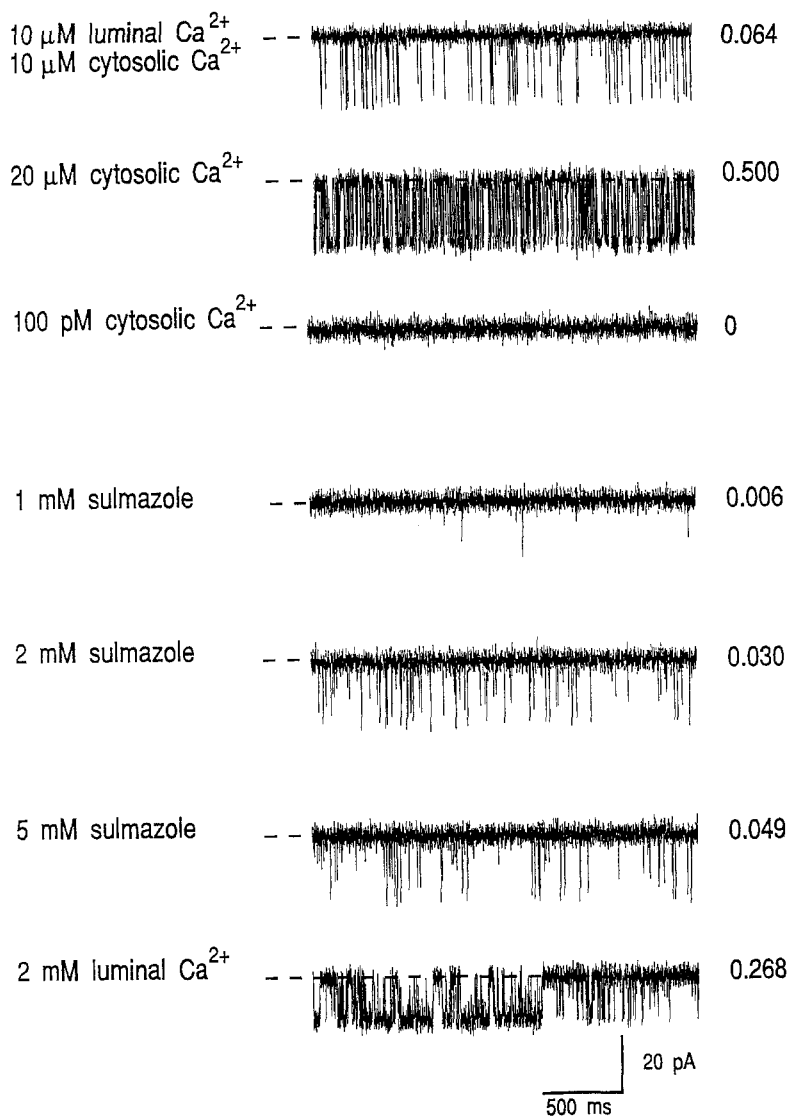 10 µM luminal Ca2+ 0.064
10 µM cytosolic Ca2+
20 µM cytosolic Ca2+ 0.500
100 pM cytosolic Ca2+ 0
1 mM sulmazole 0.006
2 mM sulmazole 0.030
5 mM sulmazole 0.049
2 mM luminal Ca2+ 0.268
20 pA
500 ms